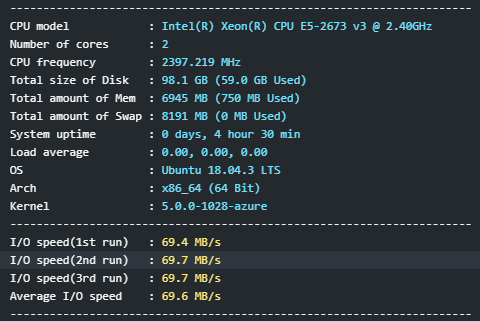 CPU model : Intel(R) Xeon(R) CPU E5-2673 v3 @ 2.40GHz
Number of cores : 2
CPU frequency : 2397.219 MHz
Total size of Disk : 98.1 GB (59.0 GB Used)
Total amount of Mem : 6945 MB (750 MB Used)
Total amount of Swap : 8191 MB (0 MB Used)
System uptime : 0 days, 4 hour 30 min
Load average : 0.00, 0.00, 0.00
OS : Ubuntu 18.04.3 LTS
Arch : x86_64 (64 Bit)
Kernel : 5.0.0-1028-azure
I/O speed(1st run) : 69.4 MB/s
I/O speed(2nd run) : 69.7 MB/s
I/O speed(3rd run) : 69.7 MB/s
Average I/O speed : 69.6 MB/s